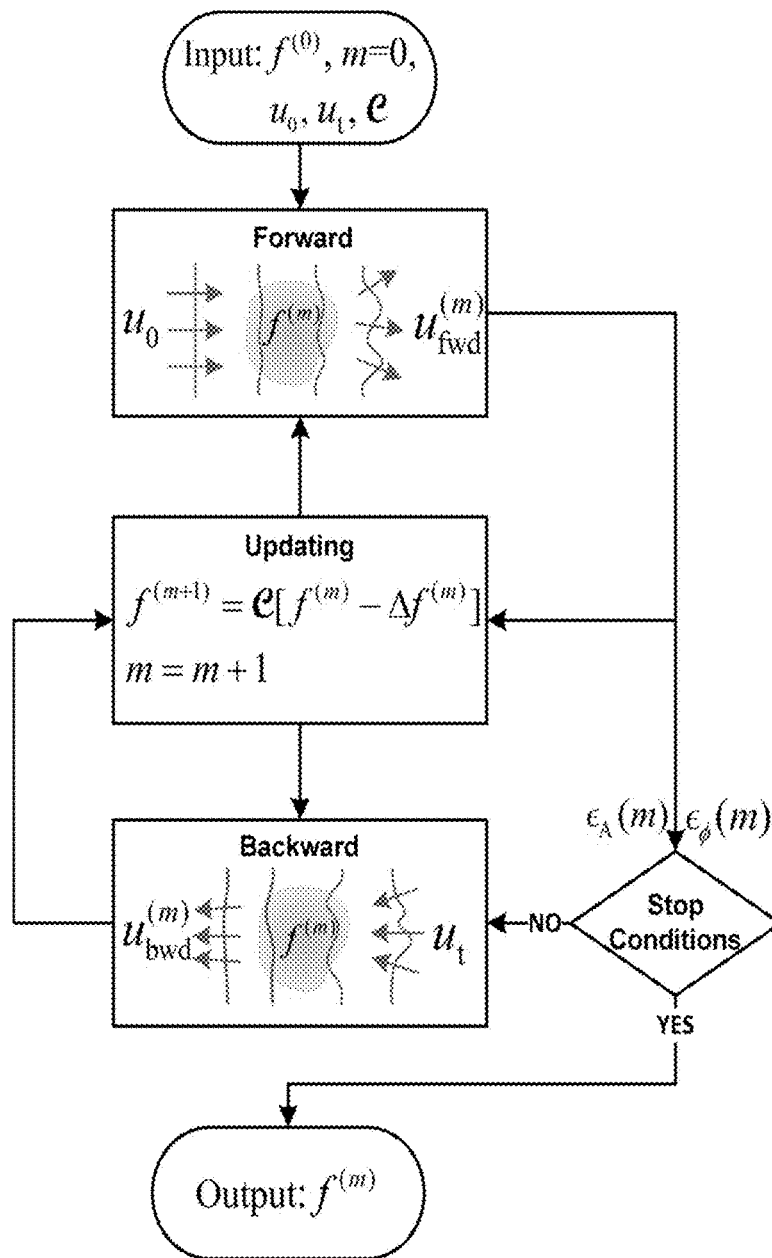 Input: f^(0), m=0,
u_0, u_t, 𝓒
Forward
u_0
f^(m)
u_fwd^(m)
Updating
f^(m+1) = 𝓒[f^(m) − Δf^(m)]
m = m + 1
ϵ_A(m) ϵ_ϕ(m)
Backward
u_bwd^(m)
f^(m)
u_t
NO
Stop
Conditions
YES
Output: f^(m)